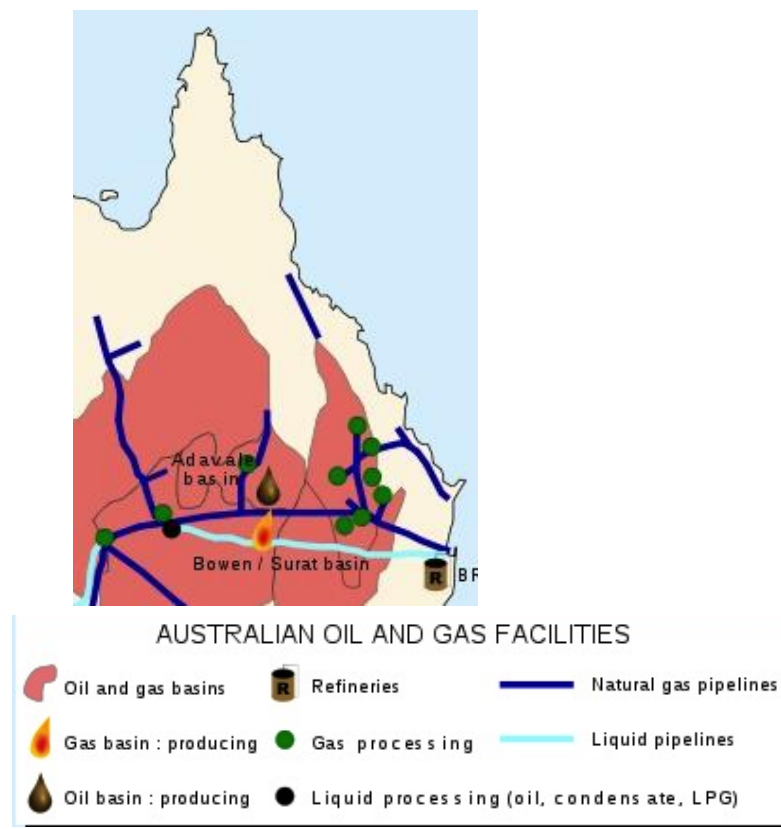 Adavale
basin
Bowen / Surat basin
R BR
AUSTRALIAN OIL AND GAS FACILITIES
Oil and gas basins R Refineries Natural gas pipelines
Gas basin : producing Gas processing Liquid pipelines
Oil basin : producing Liquid processing (oil, condensate, LPG)